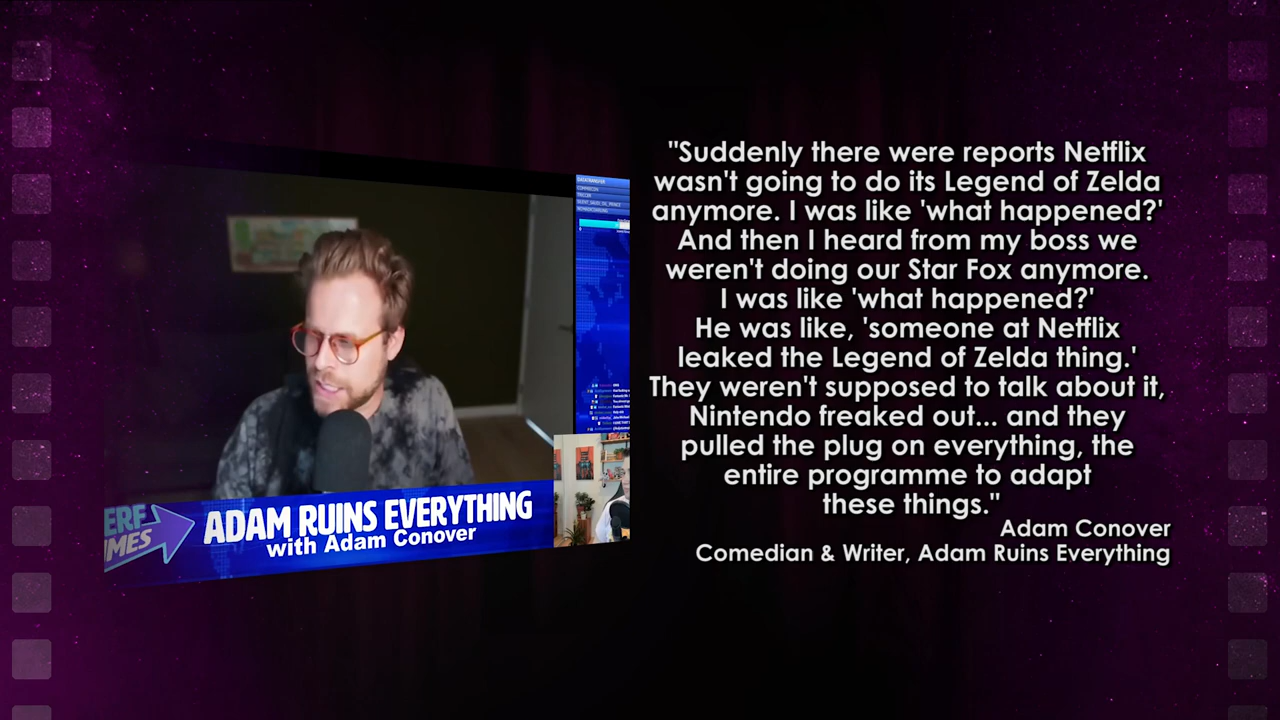 "Suddenly there were reports Netflix
wasn't going to do its Legend of Zelda
anymore. I was like 'what happened?'
And then I heard from my boss we
weren't doing our Star Fox anymore.
I was like 'what happened?'
He was like, 'someone at Netflix
leaked the Legend of Zelda thing.'
They weren't supposed to talk about it,
Nintendo freaked out... and they
pulled the plug on everything, the
entire programme to adapt
these things."
Adam Conover
Comedian & Writer, Adam Ruins Everything
ERF
IMES
ADAM RUINS EVERYTHING
with Adam Conover